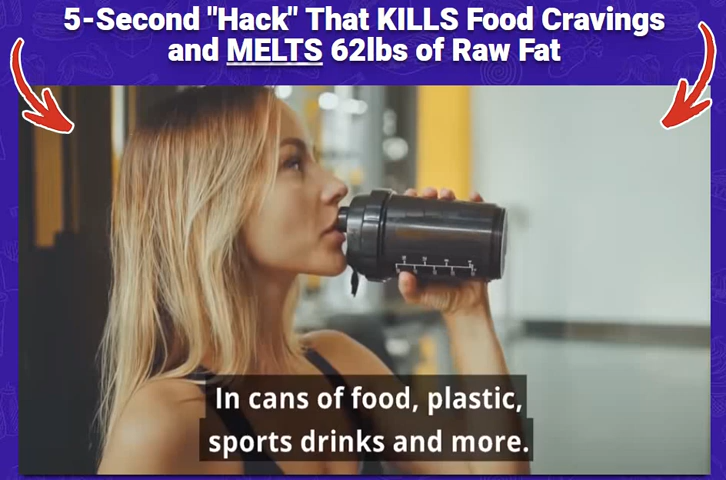 5-Second "Hack" That KILLS Food Cravings
and MELTS 62lbs of Raw Fat
In cans of food, plastic,
sports drinks and more.